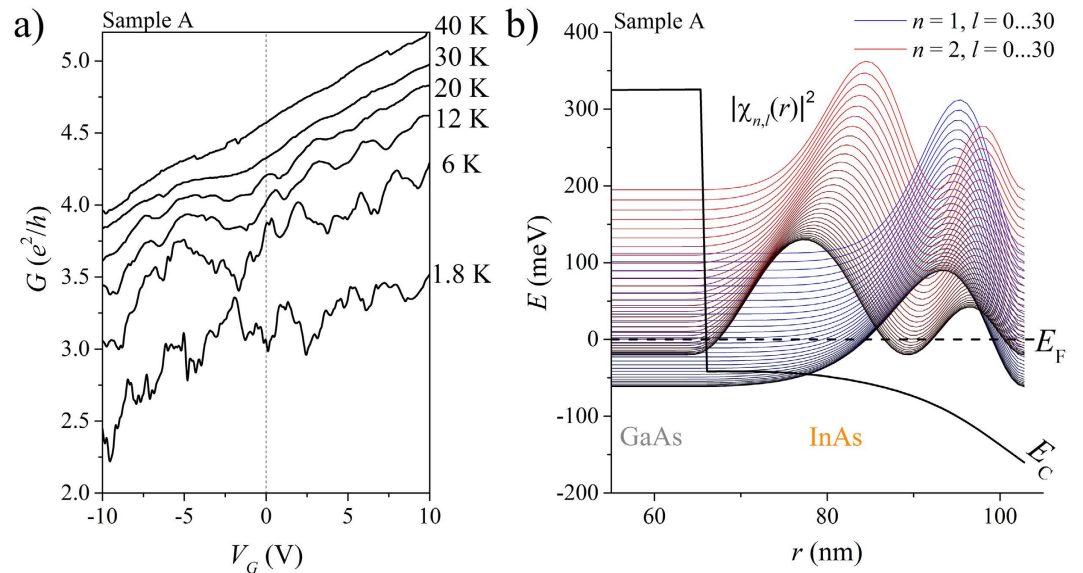 a)
Sample A
G (e²/h)
5.0
4.5
4.0
3.5
3.0
2.5
2.0
40 K
30 K
20 K
12 K
6 K
1.8 K
-10
-5
0
5
10
V_G (V)
b)
Sample A
n = 1, l = 0...30
n = 2, l = 0...30
|χ_{n,l}(r)|²
E (meV)
400
300
200
100
0
-100
-200
E_F
GaAs
InAs
E_C
60
80
100
r (nm)